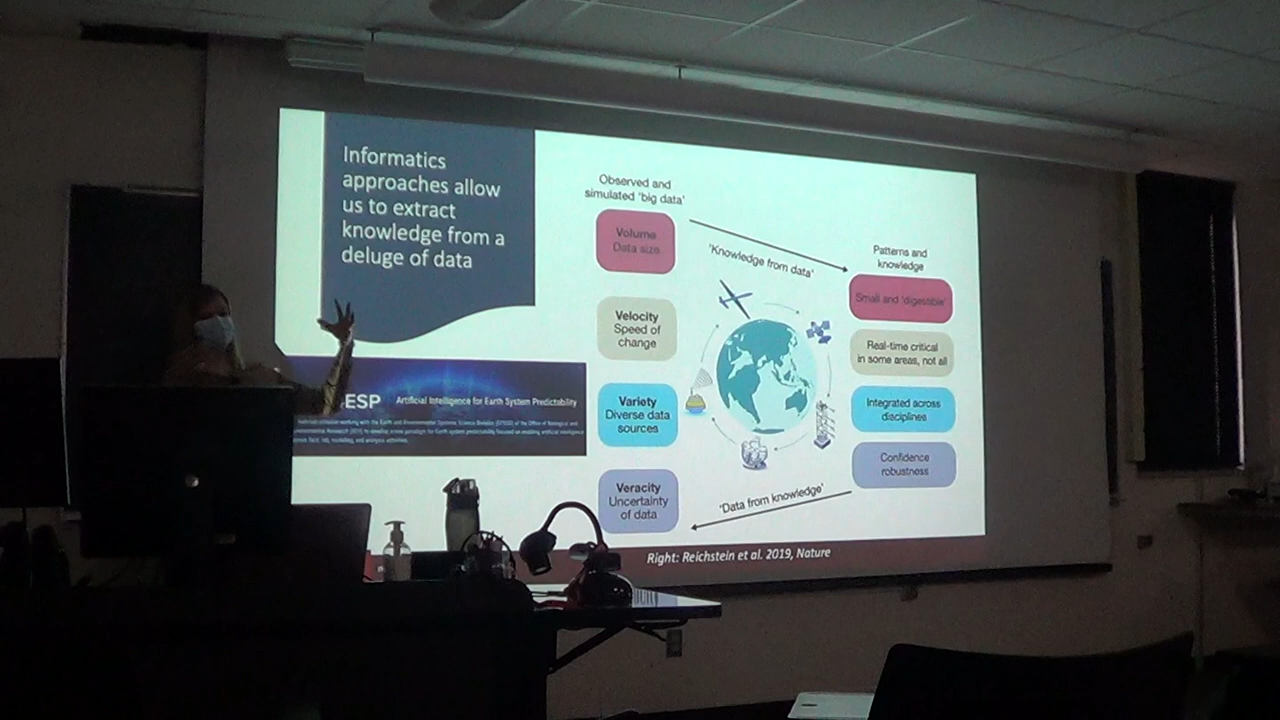 Informatics
approaches allow
us to extract
knowledge from a
deluge of data
ESP Artificial Intelligence for Earth System Predictability
Observed and
simulated 'big data'
Volume
Data size
Velocity
Speed of
change
Variety
Diverse data
sources
Veracity
Uncertainty
of data
'Knowledge from data'
Patterns and
knowledge
Small and 'digestible'
Real-time critical
in some areas, not all
Integrated across
disciplines
Confidence
robustness
'Data from knowledge'
Right: Reichstein et al. 2019, Nature